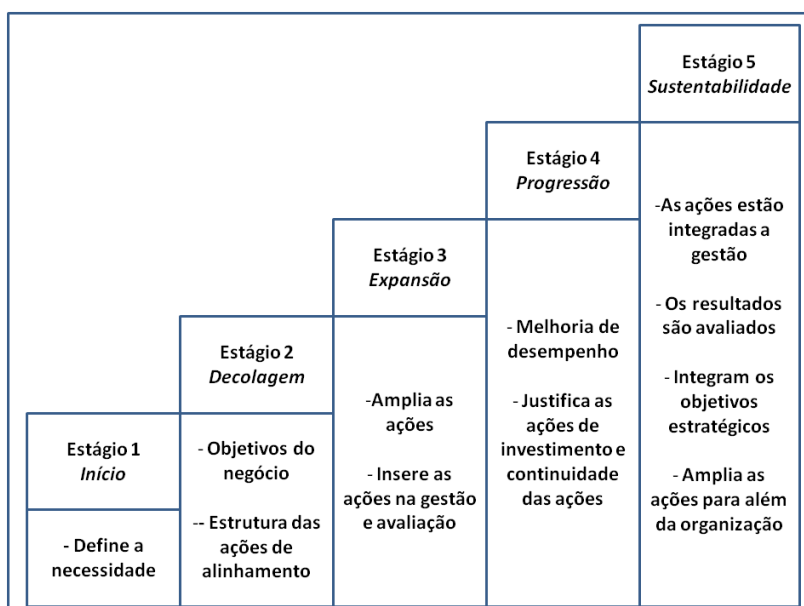 Estágio 1
Início
- Define a
necessidade
Estágio 2
Decolagem
- Objetivos do
negócio
-- Estrutura das
ações de
alinhamento
Estágio 3
Expansão
-Amplia as
ações
- Insere as
ações na gestão
e avaliação
Estágio 4
Progressão
- Melhoria de
desempenho
- Justifica as
ações de
investimento e
continuidade
das ações
Estágio 5
Sustentabilidade
-As ações estão
integradas a
gestão
- Os resultados
são avaliados
- Integram os
objetivos
estratégicos
- Amplia as
ações para além
da organização